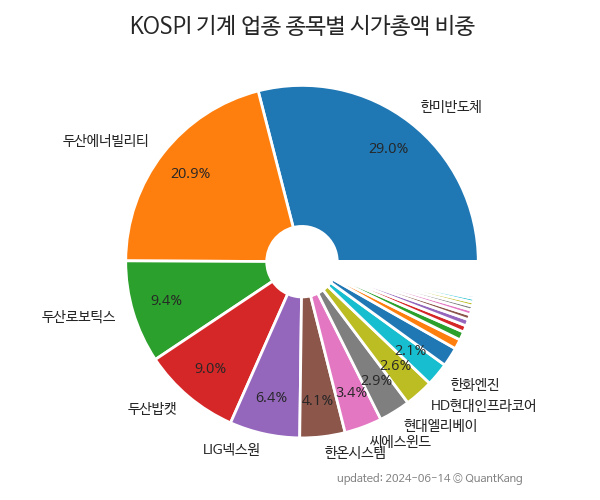 KOSPI 기계 업종 종목별 시가총액 비중
한미반도체
29.0%
두산에너빌리티
20.9%
두산로보틱스
9.4%
두산밥캣
9.0%
LIG넥스원
6.4%
한온시스템
4.1%
씨에스윈드
3.4%
현대엘리베이
2.9%
HD현대인프라코어
2.6%
한화엔진
2.1%
updated: 2024-06-14 © QuantKang